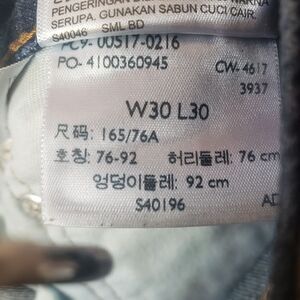 PENGERINGAN
SERUPA. GUNAKAN SABUN CUCI CAIR.
S40046 SML BD
PC9- 00517-0216
PO- 4100360945
CW- 4617
3937
W30 L30
尺码: 165/76A
호칭: 76-92 허리둘레: 76 cm
엉덩이둘레: 92 cm
S40196